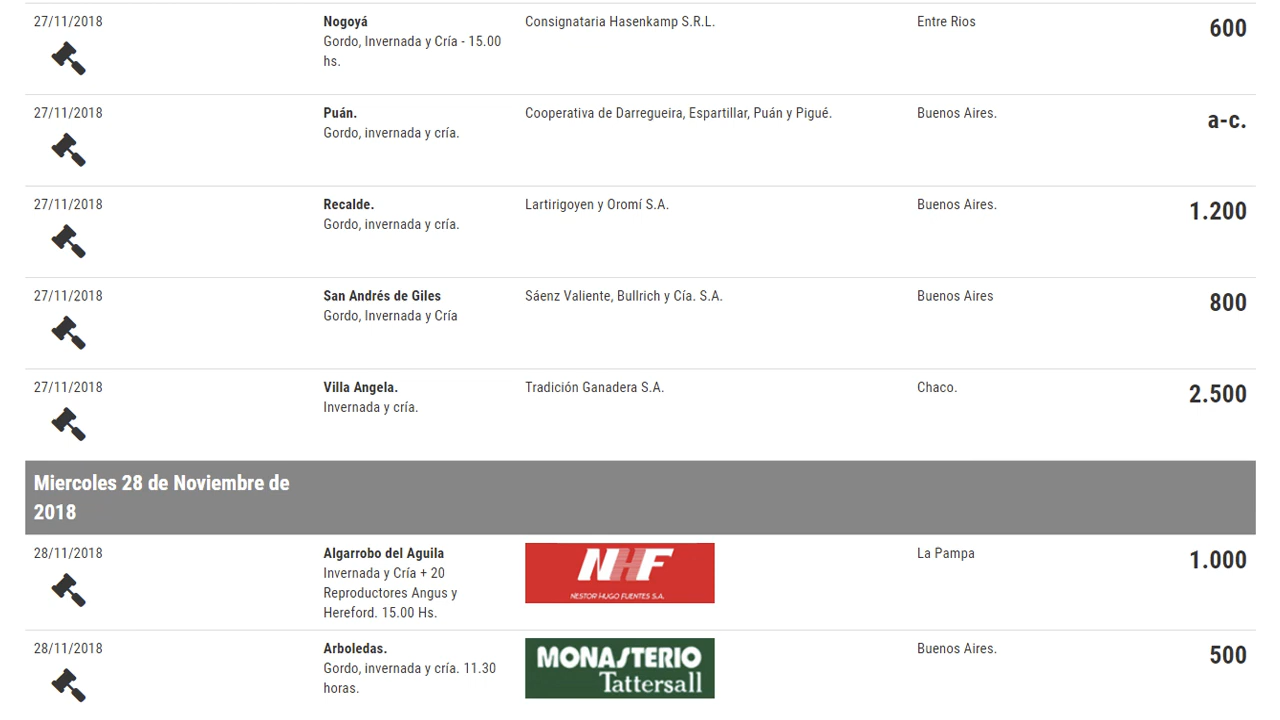 27/11/2018
Nogoyá
Gordo, Invernada y Cría - 15.00
hs.
Consignataria Hasenkamp S.R.L.
Entre Rios
600
27/11/2018
Puán.
Gordo, invernada y cría.
Cooperativa de Darregueira, Espartillar, Puán y Pigué.
Buenos Aires.
a-c.
27/11/2018
Recalde.
Gordo, invernada y cría.
Lartirigoyen y Oromí S.A.
Buenos Aires.
1.200
27/11/2018
San Andrés de Giles
Gordo, Invernada y Cría
Sáenz Valiente, Bullrich y Cía. S.A.
Buenos Aires
800
27/11/2018
Villa Angela.
Invernada y cría.
Tradición Ganadera S.A.
Chaco.
2.500
Miercoles 28 de Noviembre de
2018
28/11/2018
Algarrobo del Aguila
Invernada y Cría + 20
Reproductores Angus y
Hereford. 15.00 Hs.
NHF
NESTOR HUGO FUENTES S.A.
La Pampa
1.000
28/11/2018
Arboledas.
Gordo, invernada y cría. 11.30
horas.
MONASTERIO
Tattersall
Buenos Aires.
500